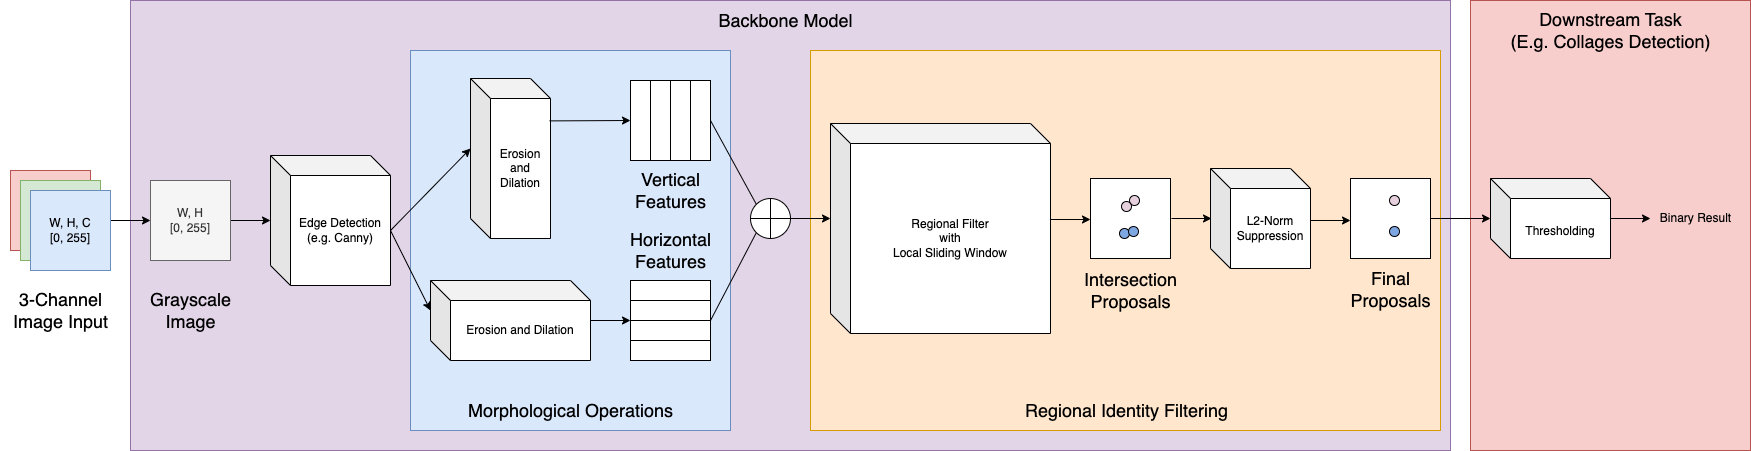 Backbone Model
Downstream Task
(E.g. Collages Detection)
W, H, C
[0, 255]
3-Channel
Image Input
W, H
[0, 255]
Grayscale
Image
Edge Detection
(e.g. Canny)
Erosion
and
Dilation
Vertical
Features
Horizontal
Features
Erosion and Dilation
Morphological Operations
Regional Filter
with
Local Sliding Window
Intersection
Proposals
L2-Norm
Suppression
Final
Proposals
Regional Identity Filtering
Thresholding
Binary Result